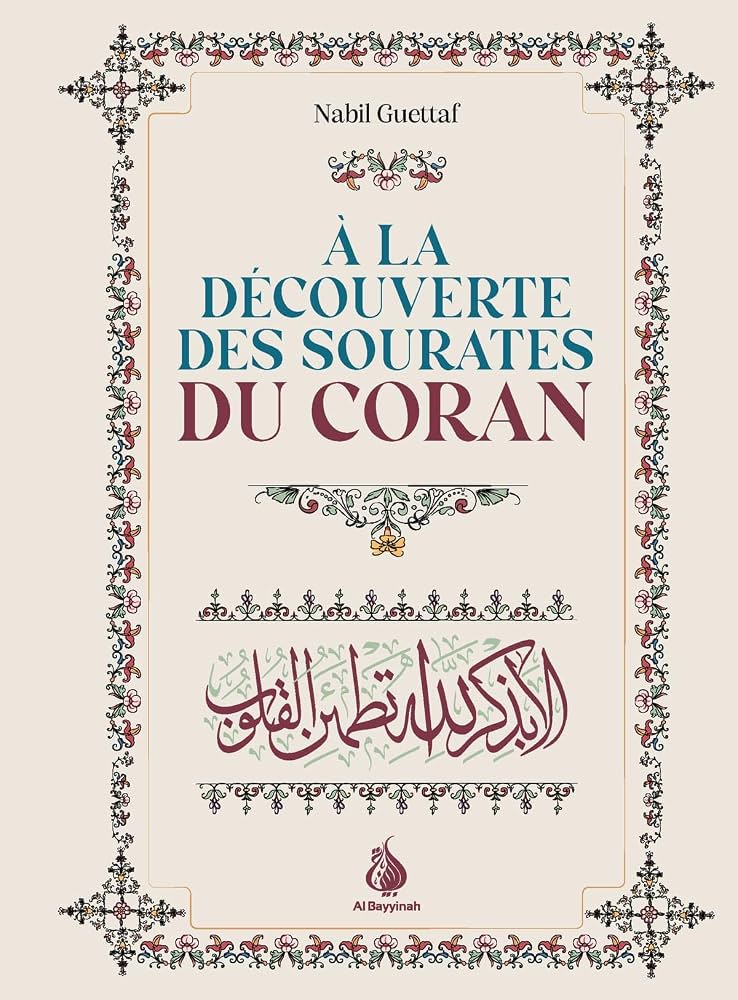 Nabil Guettaf
À LA
DÉCOUVERTE
DES SOURATES
DU CORAN
ألا بذكر الله تطمئن القلوب
Al Bayyinah